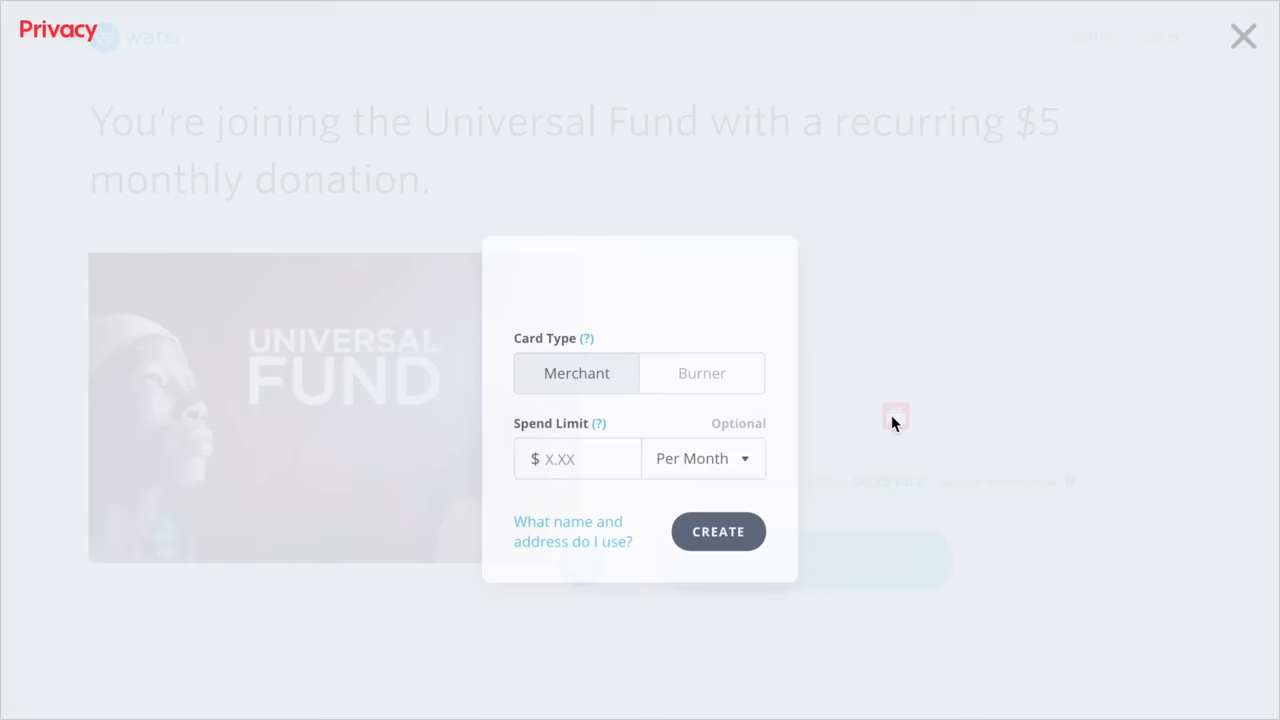 Privacy
watsi
You're joining the Universal Fund with a recurring $5
monthly donation.
UNIVERSAL
FUND
Card Type (?)
Merchant
Burner
Spend Limit (?)
Optional
$ X.XX
Per Month
What name and
address do I use?
CREATE